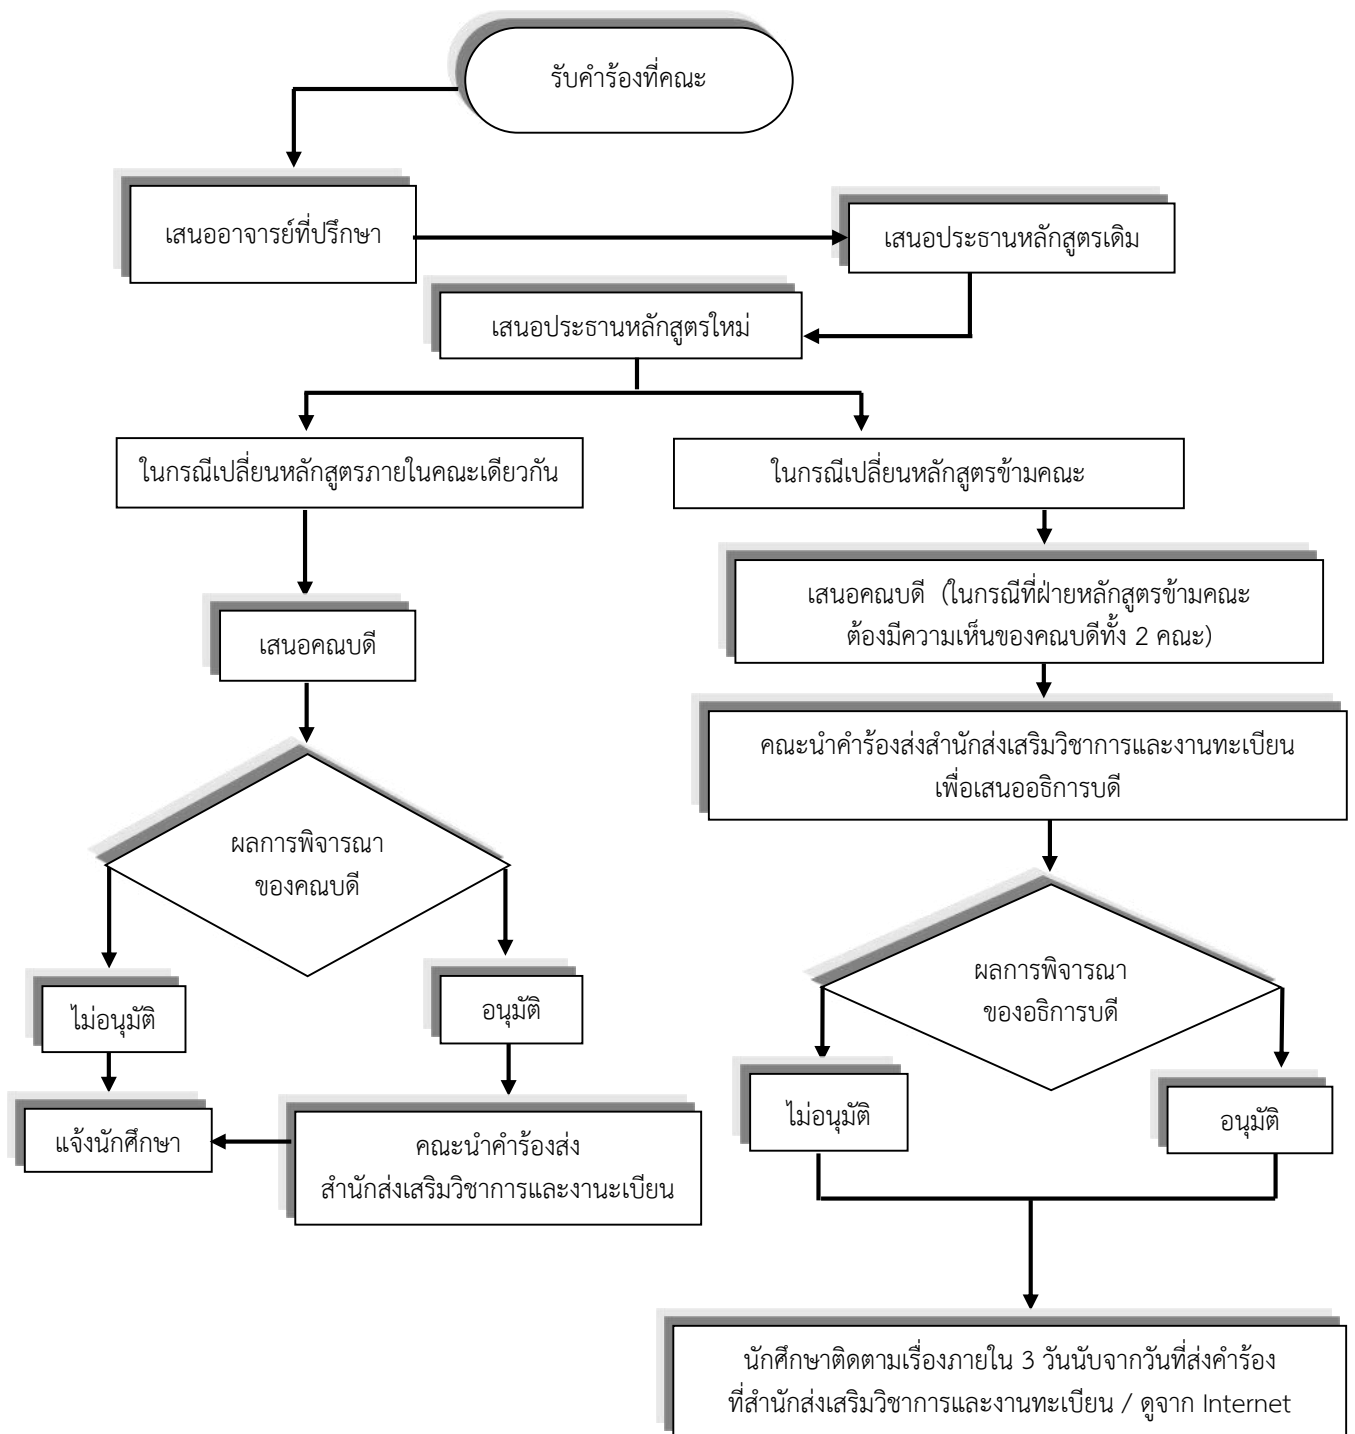 รับคำร้องที่คณะ
เสนออาจารย์ที่ปรึกษา
เสนอประธานหลักสูตรเดิม
เสนอประธานหลักสูตรใหม่
ในกรณีเปลี่ยนหลักสูตรภายในคณะเดียวกัน
ในกรณีเปลี่ยนหลักสูตรข้ามคณะ
เสนอคณบดี (ในกรณีที่ฝ่ายหลักสูตรข้ามคณะ
ต้องมีความเห็นของคณบดีทั้ง 2 คณะ)
เสนอคณบดี
คณะนำคำร้องส่งสำนักส่งเสริมวิชาการและงานทะเบียน
เพื่อเสนออธิการบดี
ผลการพิจารณา
ของคณบดี
ผลการพิจารณา
ของอธิการบดี
ไม่อนุมัติ
อนุมัติ
ไม่อนุมัติ
อนุมัติ
แจ้งนักศึกษา
คณะนำคำร้องส่ง
สำนักส่งเสริมวิชาการและงานะเบียน
นักศึกษาติดตามเรื่องภายใน 3 วันนับจากวันที่ส่งคำร้อง
ที่สำนักส่งเสริมวิชาการและงานทะเบียน / ดูจาก Internet